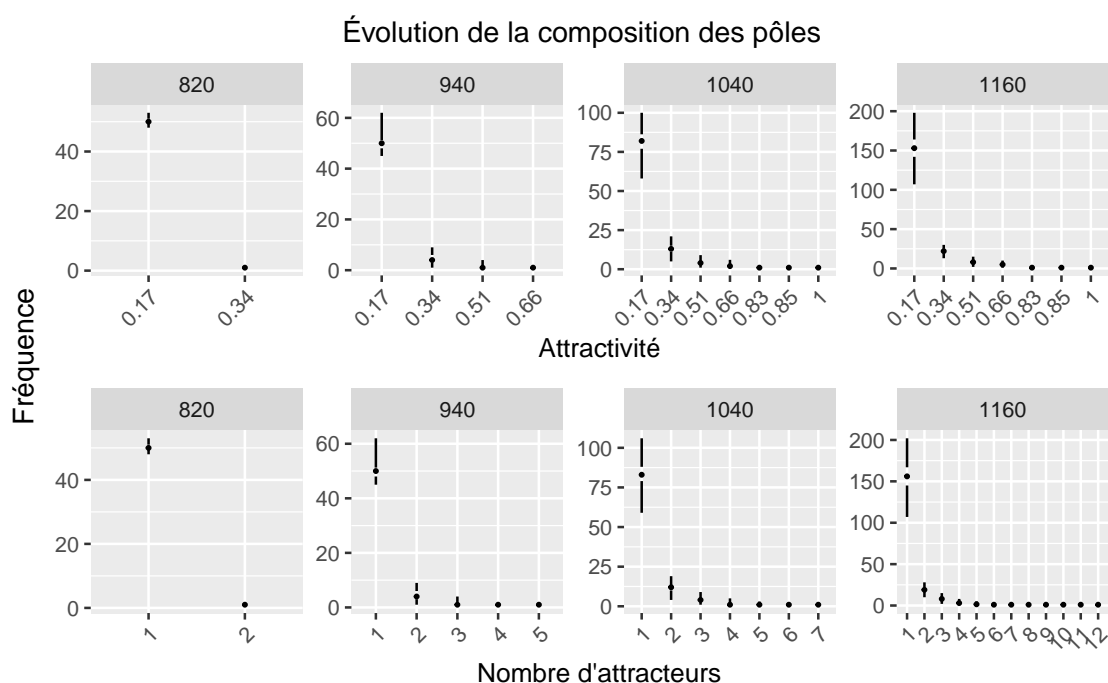 Évolution de la composition des pôles
820 940 1040 1160
60 100 200
40 40 75 150
20 20 50 100
25 50
0 0 0 0
0.17 0.34 0.17 0.34 0.51 0.66 0.17 0.34 0.51 0.66 0.83 0.85 1 0.17 0.34 0.51 0.66 0.83 0.85 1
Attractivité
Fréquence
820 940 1040 1160
60 100 200
40 40 75 150
20 20 50 100
25 50
0 0 0 0
1 2 1 2 3 4 5 1 2 3 4 5 6 7 1 2 3 4 5 6 7 8 9 10 11 12
Nombre d'attracteurs